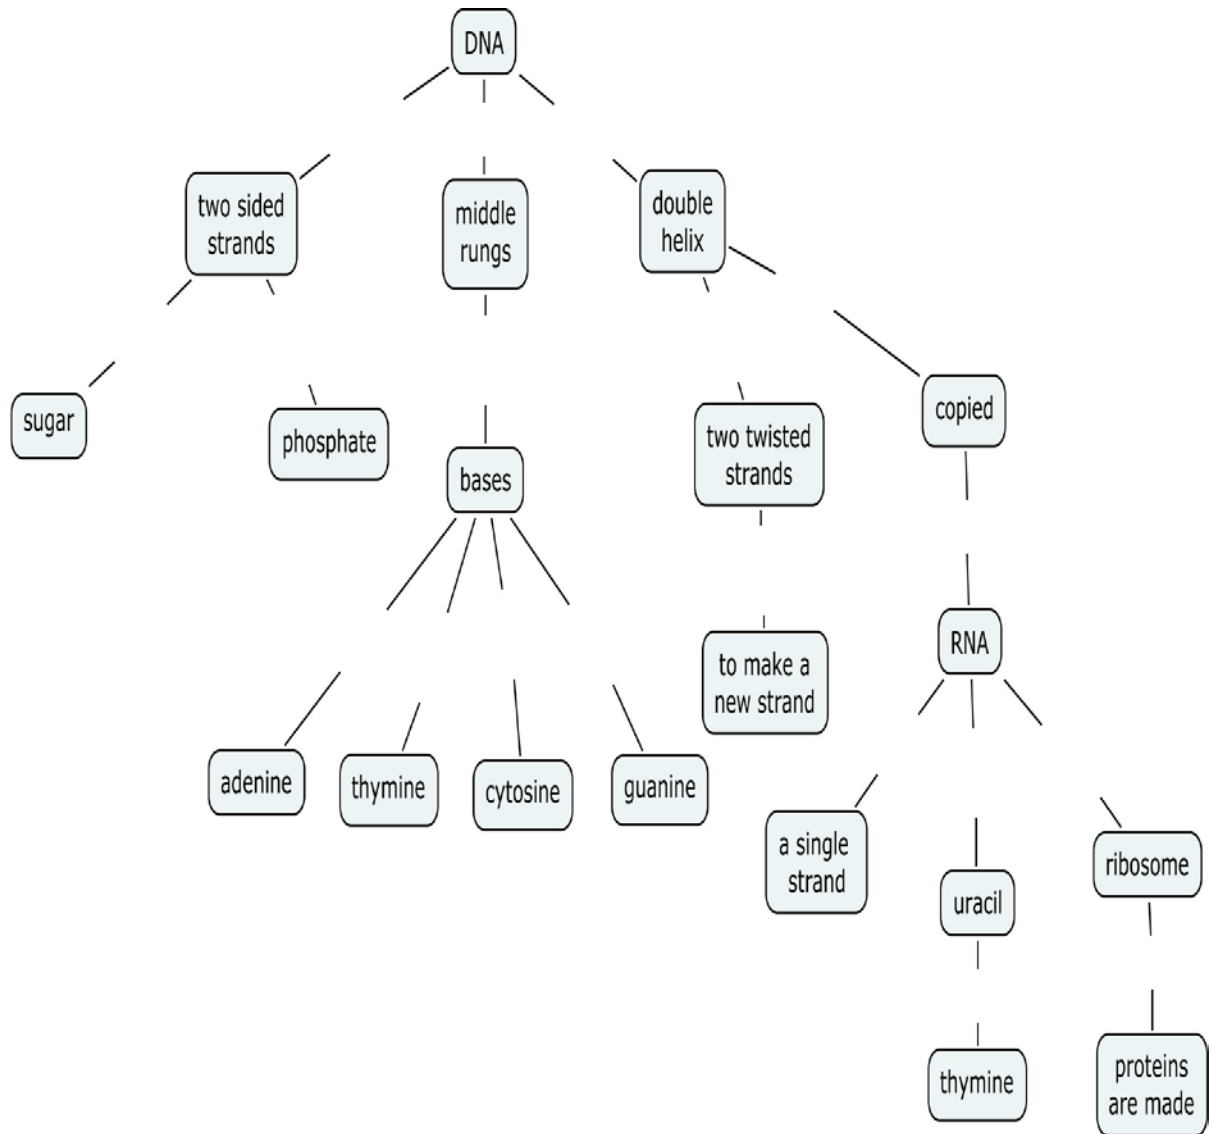 DNA
two sided
strands
middle
rungs
double
helix
sugar
phosphate
bases
two twisted
strands
copied
to make a
new strand
RNA
adenine
thymine
cytosine
guanine
a single
strand
uracil
ribosome
thymine
proteins
are made